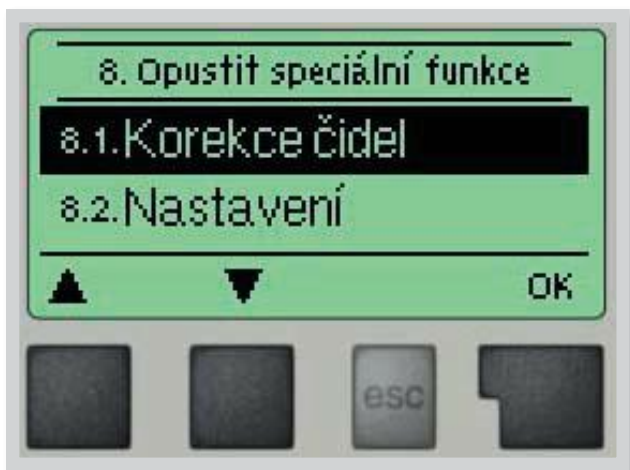 8. Opustit speciální funkce
8.1.Korekce čidel
8.2.Nastavení
OK
esc